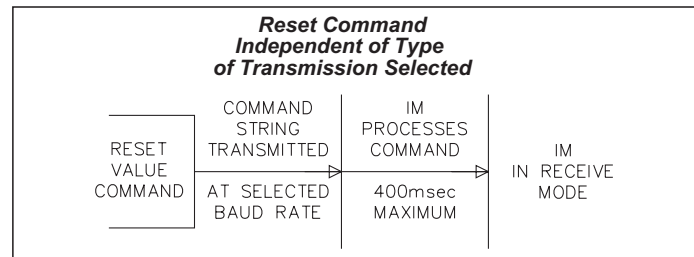 Reset Command
Independent of Type
of Transmission Selected
RESET
VALUE
COMMAND
COMMAND
STRING
TRANSMITTED
AT SELECTED
BAUD RATE
IM
PROCESSES
COMMAND
400msec
MAXIMUM
IM
IN RECEIVE
MODE